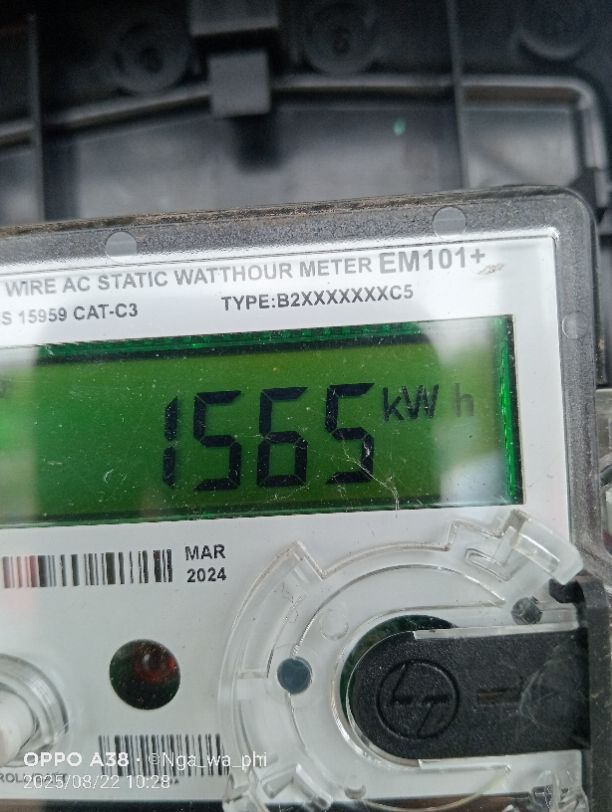 WIRE AC STATIC WATTHOUR METER EM101+
S 15959 CAT-C3 TYPE:B2XXXXXXXC5
1565 kWh
MAR
2024
OPPO A38 · ©Nga_wa_phi
2025/08/22 10:28